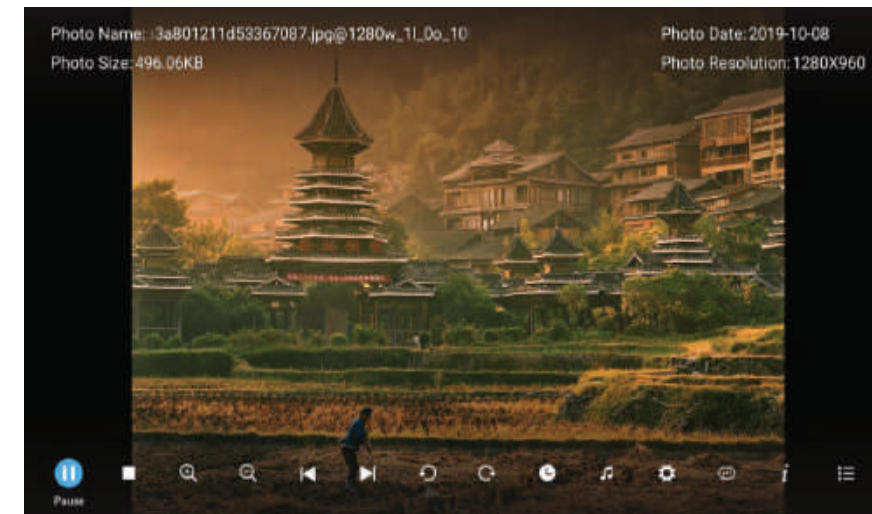 Photo Name: 3a801211d53367087.jpg@1280w_1l_0o_10
Photo Date: 2019-10-08
Photo Size: 496.06KB
Photo Resolution: 1280X960
Pause